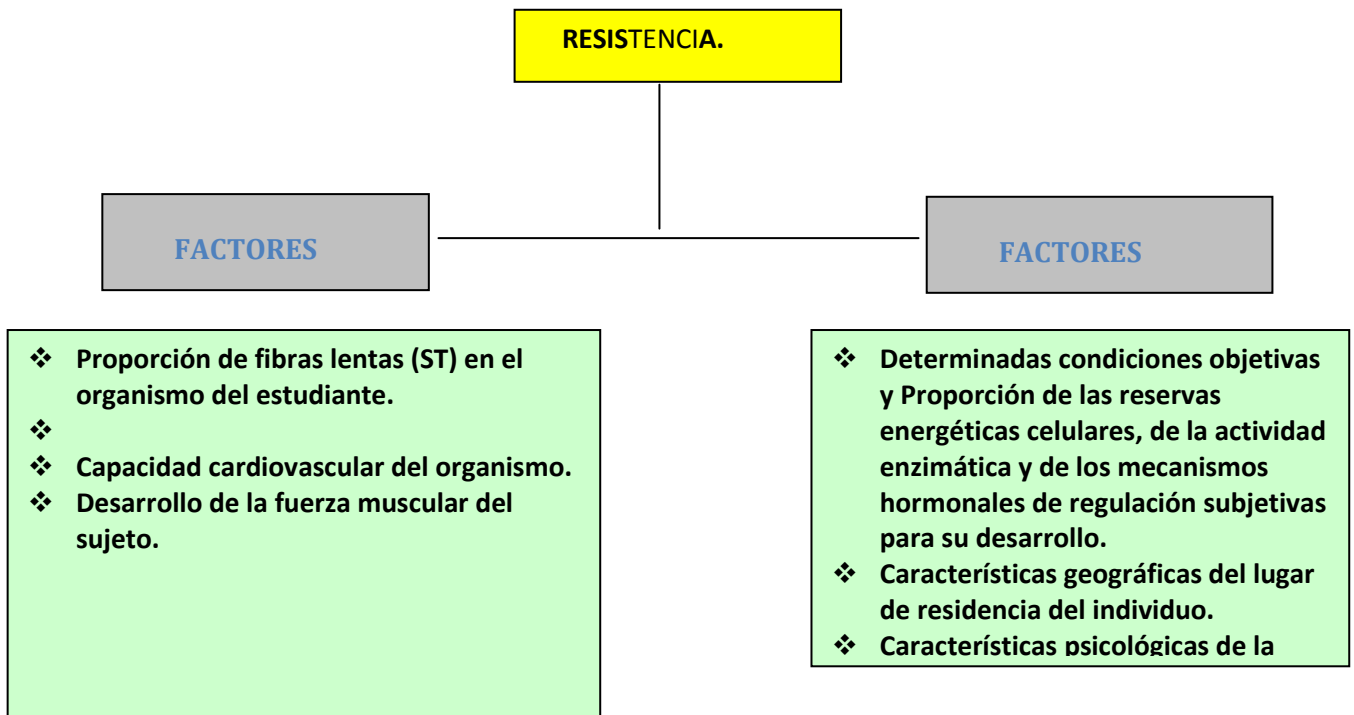 RESISTENCIA.
FACTORES
FACTORES
❖ Proporción de fibras lentas (ST) en el
organismo del estudiante.
❖
❖ Capacidad cardiovascular del organismo.
❖ Desarrollo de la fuerza muscular del
sujeto.
❖ Determinadas condiciones objetivas
y Proporción de las reservas
energéticas celulares, de la actividad
enzimática y de los mecanismos
hormonales de regulación subjetivas
para su desarrollo.
❖ Características geográficas del lugar
de residencia del individuo.
❖ Características psicológicas de la